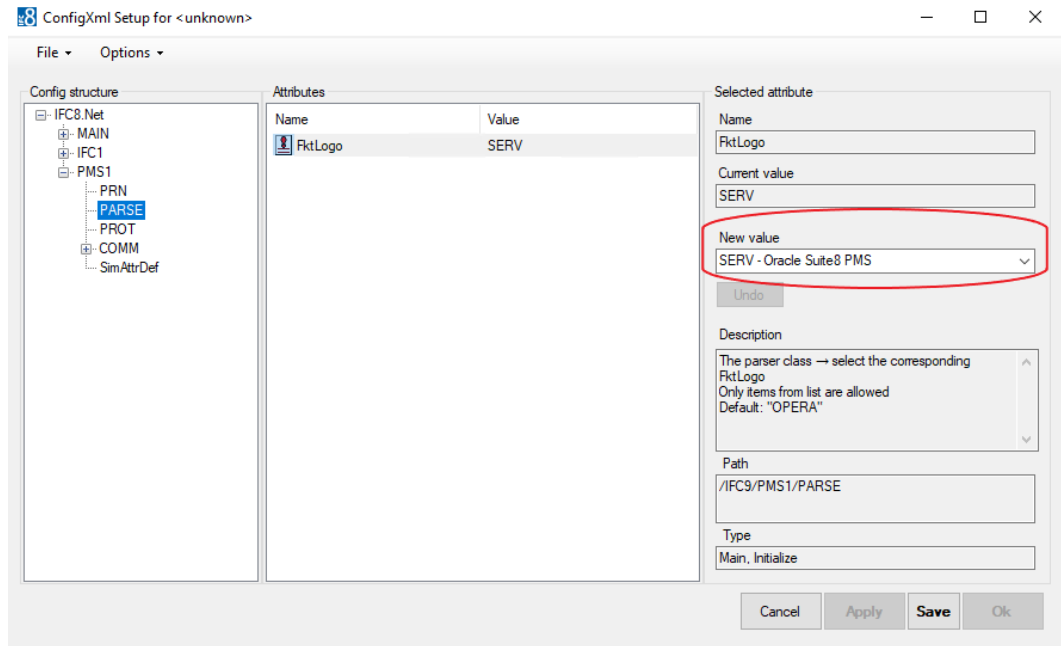 ConfigXml Setup for <unknown>
File Options
Config structure
IFC8.Net
MAIN
IFC1
PMS1
PRN
PARSE
PROT
COMM
SimAttrDef
Attributes
Name Value
FktLogo SERV
Selected attribute
Name
FktLogo
Current value
SERV
New value
SERV - Oracle Suite8 PMS
Undo
Description
The parser class → select the corresponding
FktLogo
Only items from list are allowed
Default: "OPERA"
Path
/IFC9/PMS1/PARSE
Type
Main, Initialize
Cancel Apply Save Ok